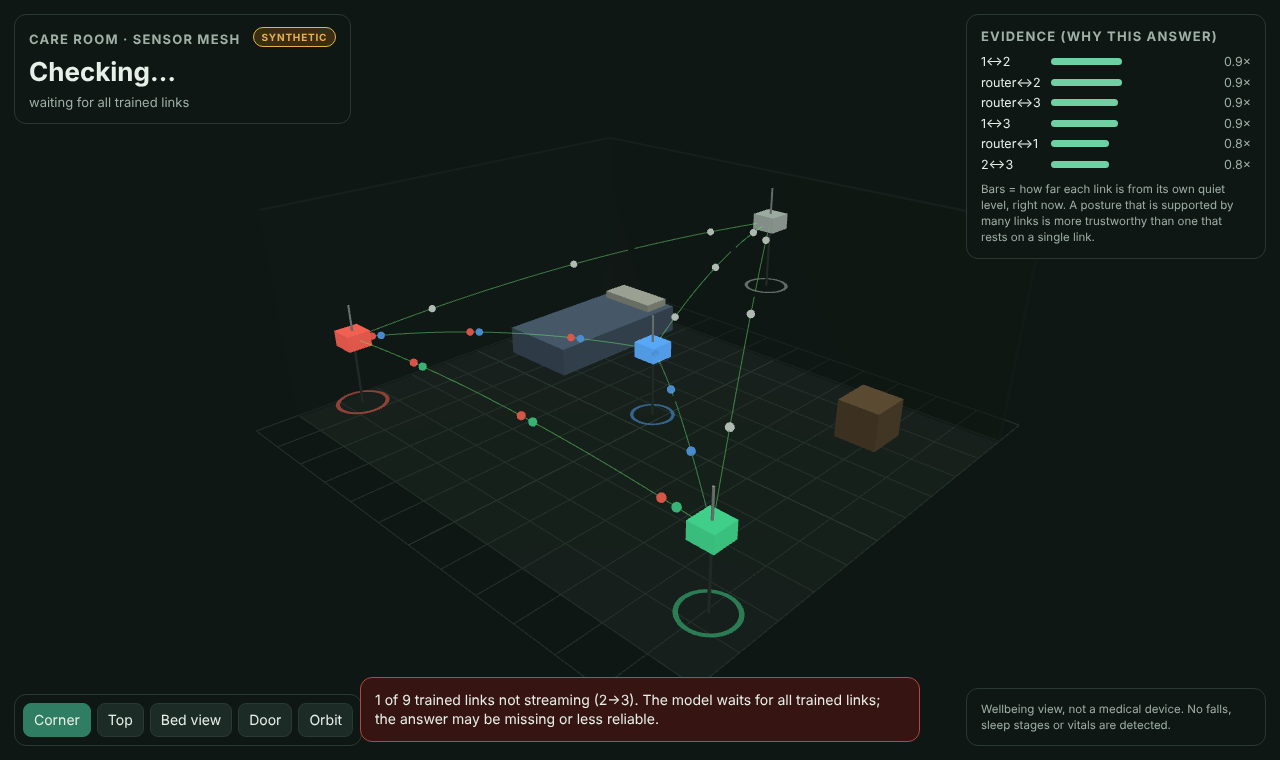 CARE ROOM · SENSOR MESH
SYNTHETIC
Checking...
waiting for all trained links
EVIDENCE (WHY THIS ANSWER)
1↔2 0.9×
router↔2 0.9×
router↔3 0.9×
1↔3 0.9×
router↔1 0.8×
2↔3 0.8×
Bars = how far each link is from its own quiet
level, right now. A posture that is supported by
many links is more trustworthy than one that
rests on a single link.
Corner Top Bed view Door Orbit
1 of 9 trained links not streaming (2→3). The model waits for all trained links;
the answer may be missing or less reliable.
Wellbeing view, not a medical device. No falls,
sleep stages or vitals are detected.